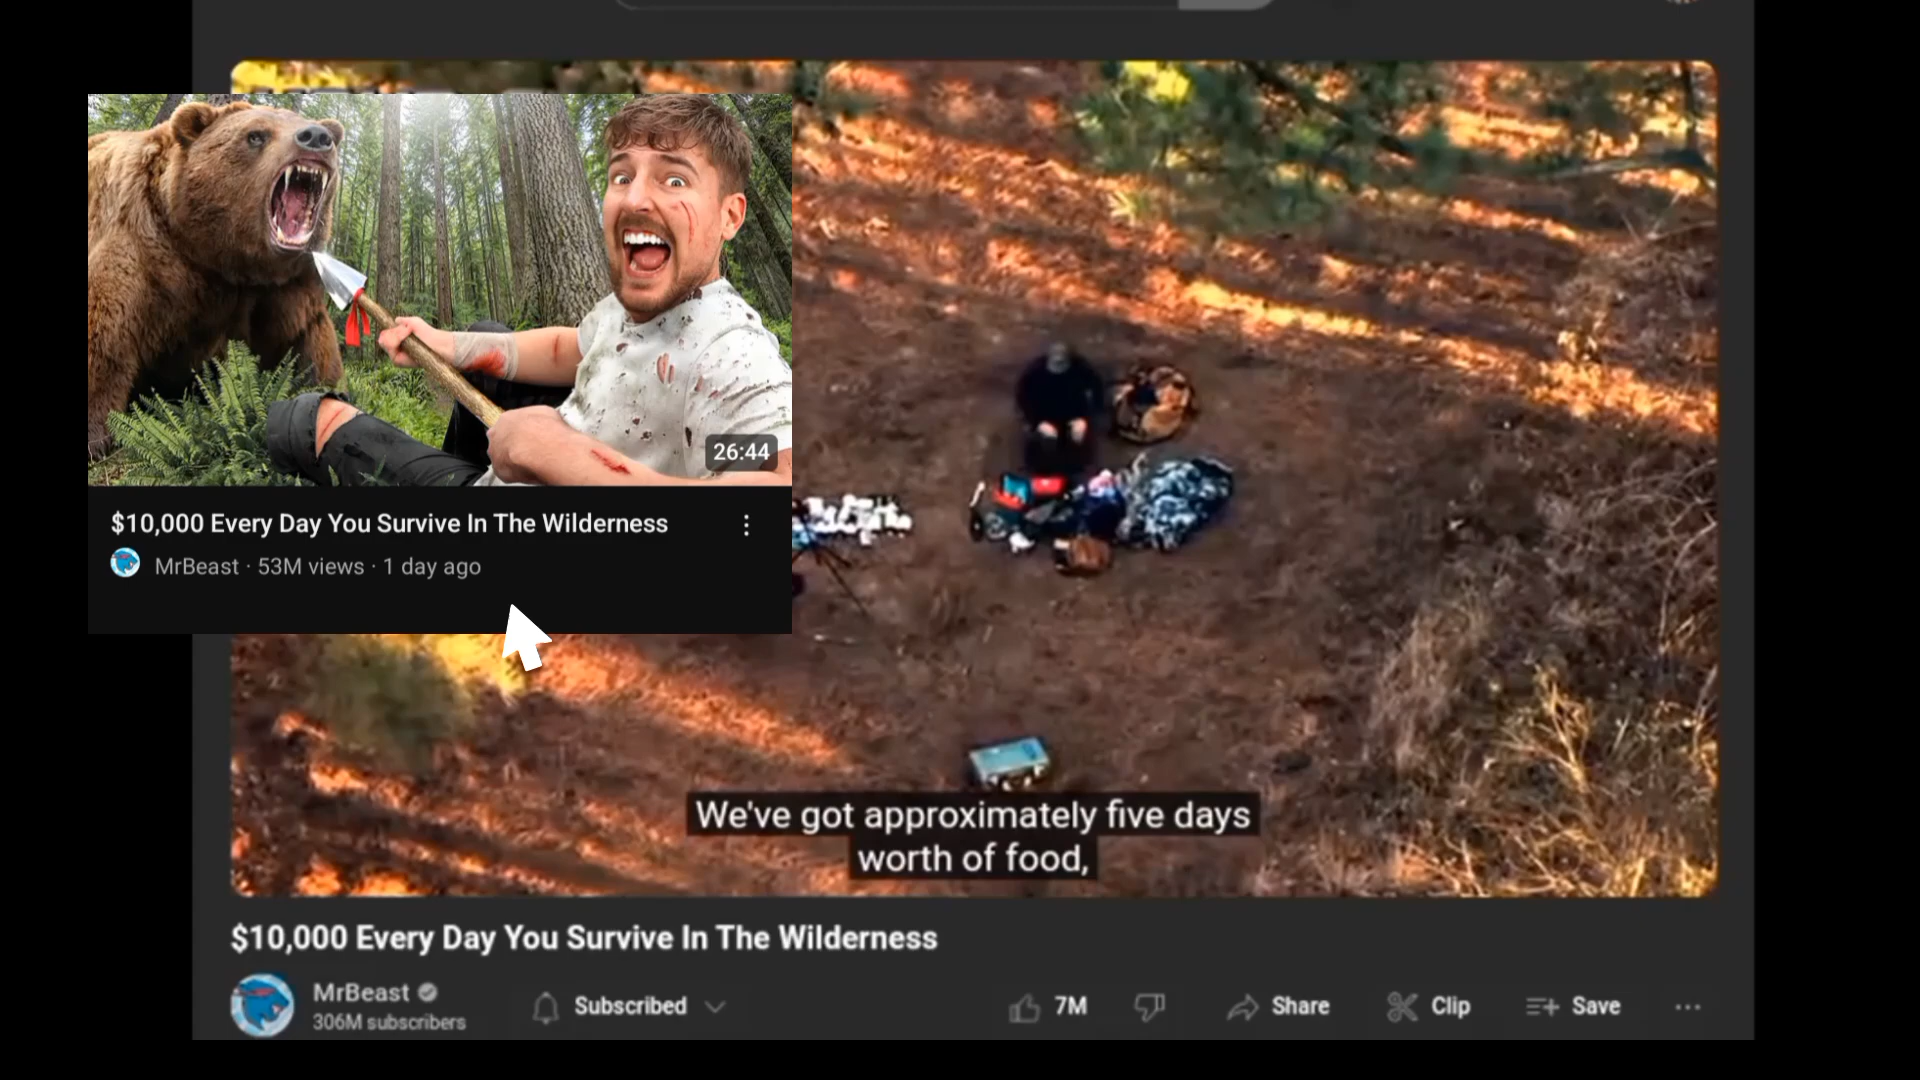 26:44
$10,000 Every Day You Survive In The Wilderness
MrBeast · 53M views · 1 day ago
We've got approximately five days
worth of food,
$10,000 Every Day You Survive In The Wilderness
MrBeast
306M subscribers
Subscribed
7M
Share
Clip
Save